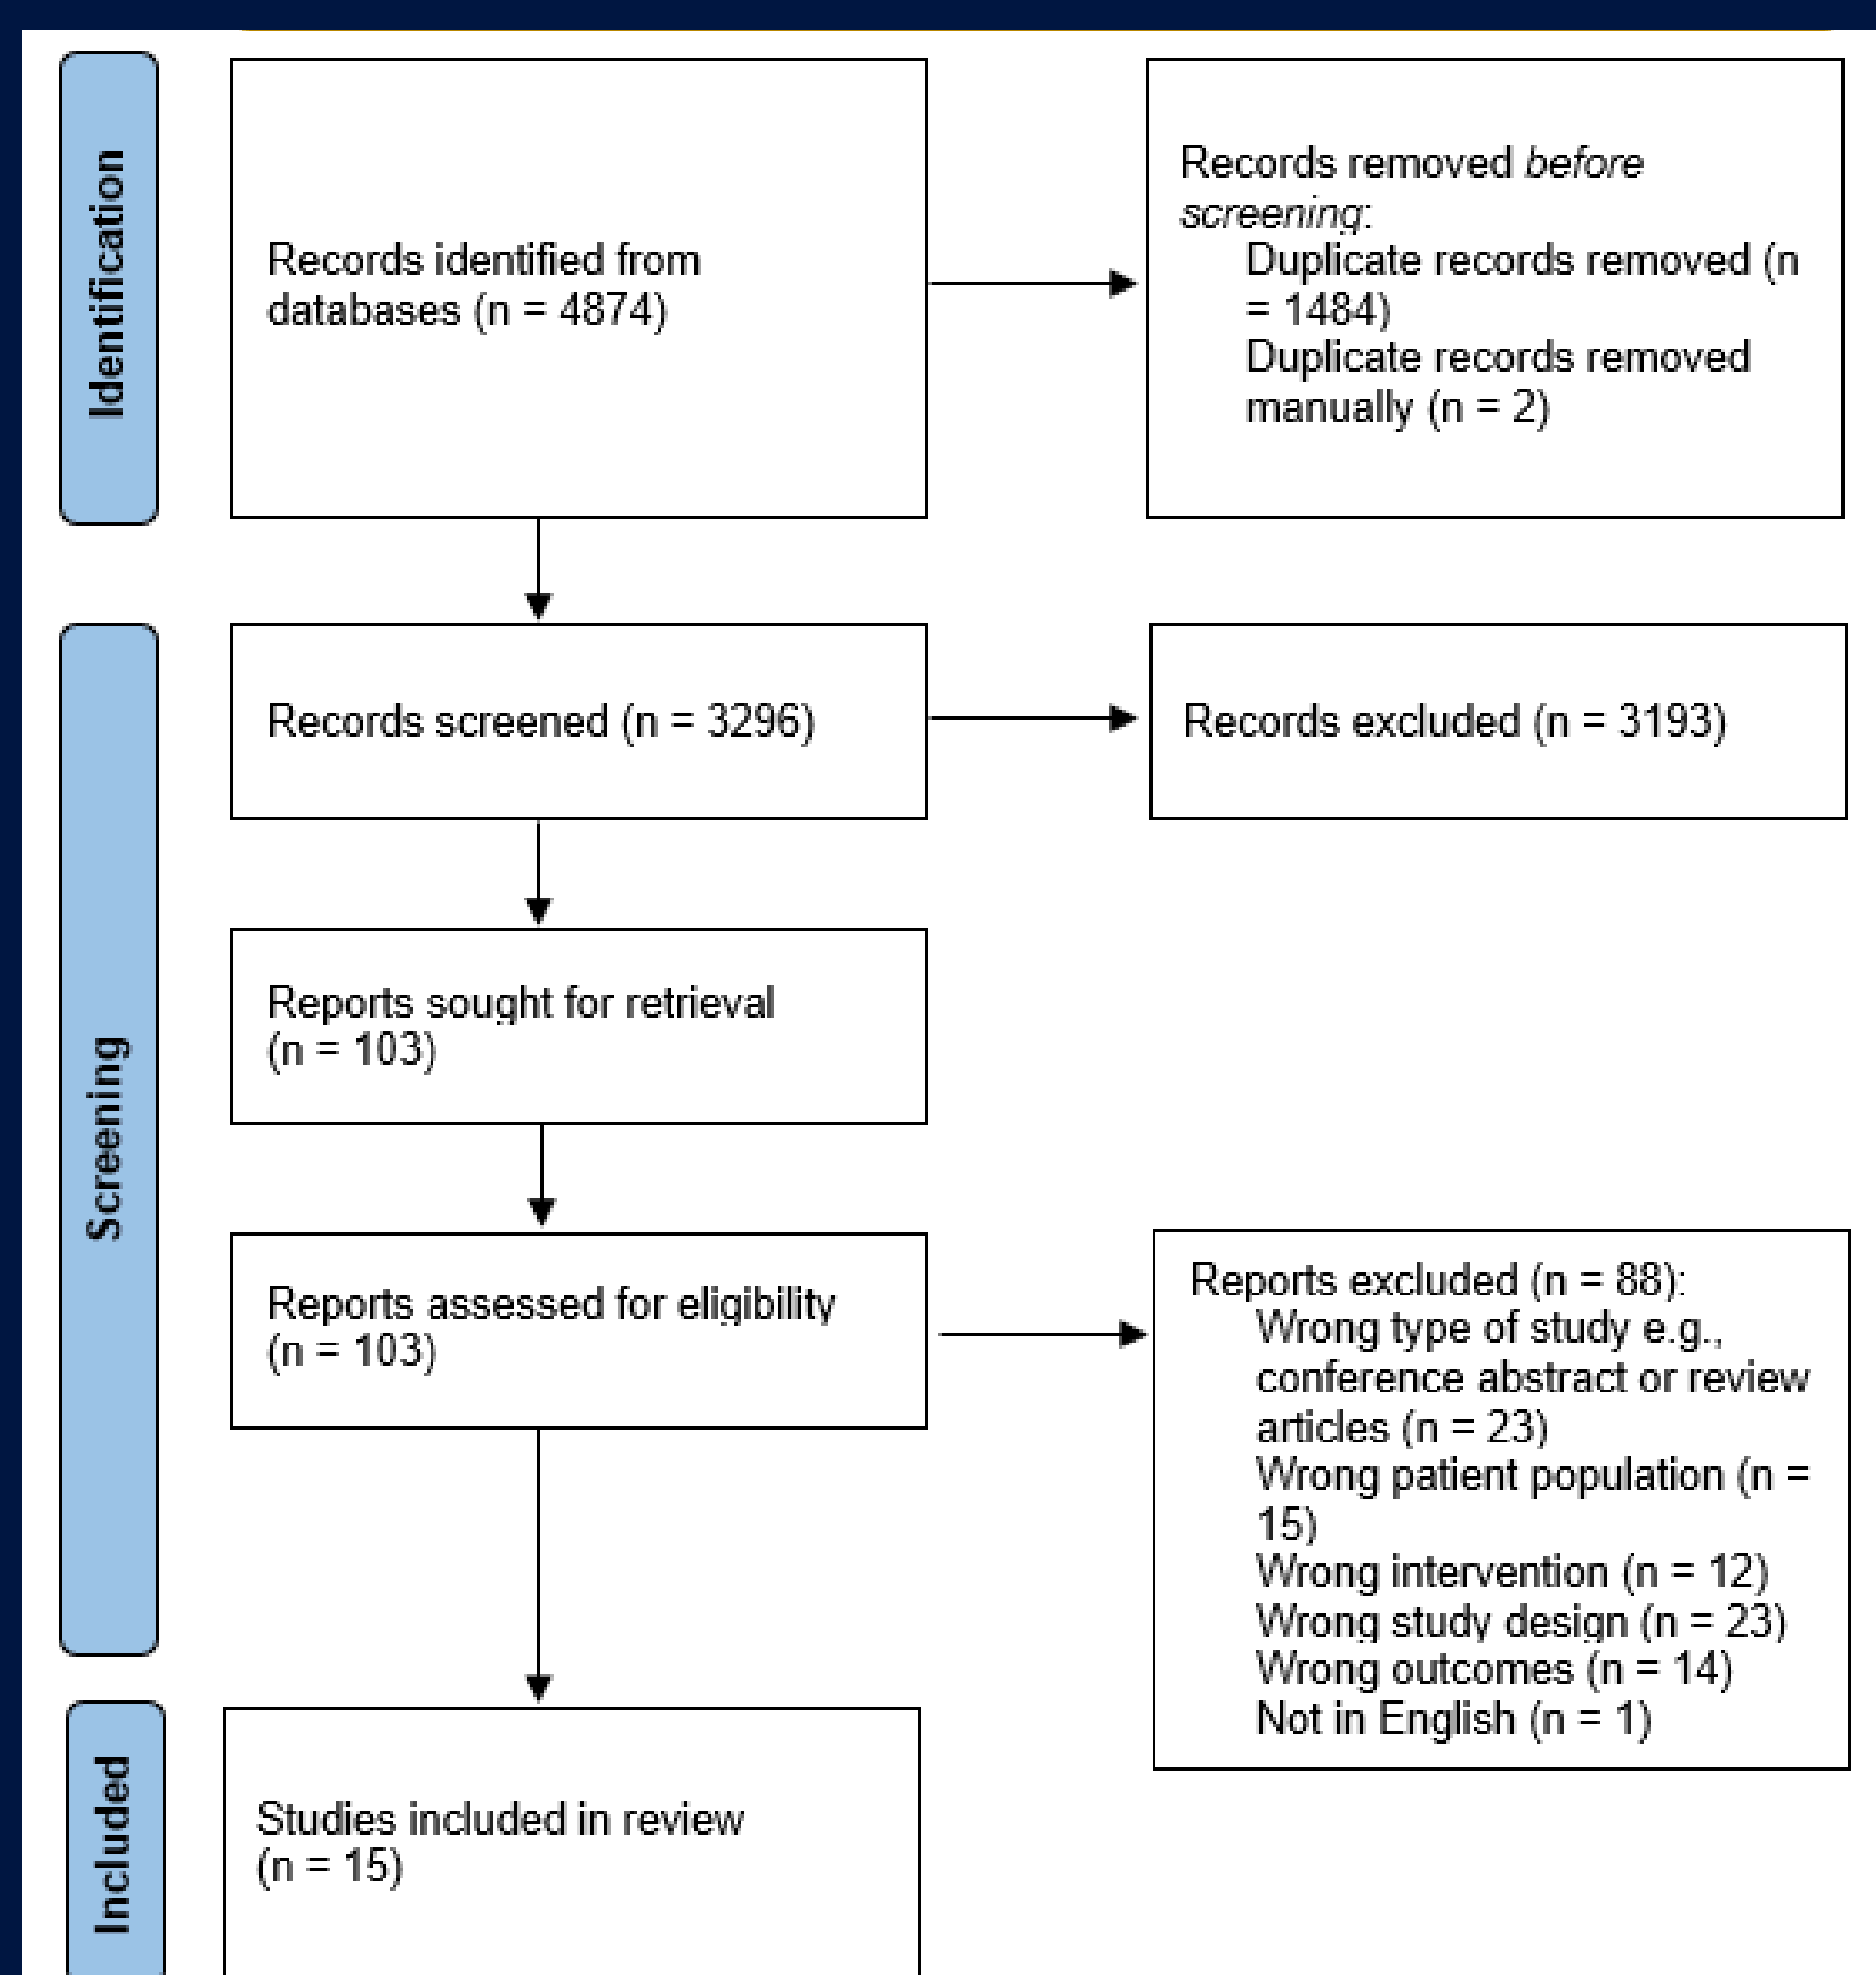 Identification
Records identified from
databases (n = 4874)
Records removed before
screening:
Duplicate records removed (n
= 1484)
Duplicate records removed
manually (n = 2)
Screening
Records screened (n = 3296)
Records excluded (n = 3193)
Reports sought for retrieval
(n = 103)
Reports assessed for eligibility
(n = 103)
Reports excluded (n = 88):
Wrong type of study e.g.,
conference abstract or review
articles (n = 23)
Wrong patient population (n =
15)
Wrong intervention (n = 12)
Wrong study design (n = 23)
Wrong outcomes (n = 14)
Not in English (n = 1)
Included
Studies included in review
(n = 15)